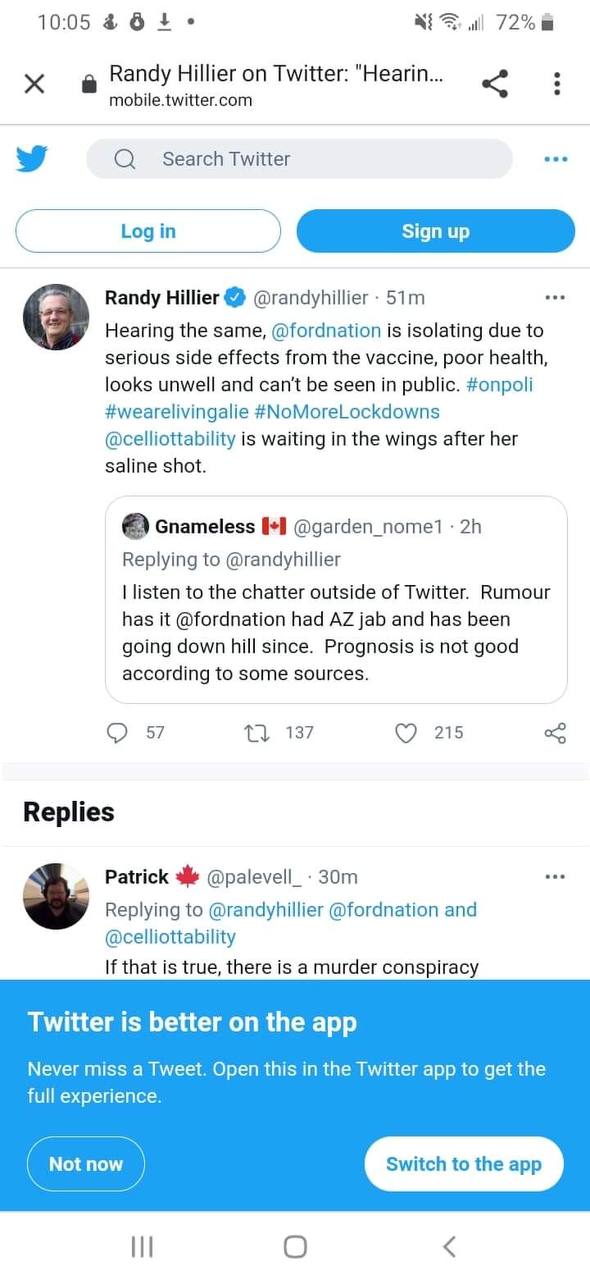 10:05 72%
Randy Hillier on Twitter: "Hearin...
mobile.twitter.com
Search Twitter
Log in Sign up
Randy Hillier @randyhillier · 51m
Hearing the same, @fordnation is isolating due to
serious side effects from the vaccine, poor health,
looks unwell and can't be seen in public. #onpoli
#wearelivingalie #NoMoreLockdowns
@celliottability is waiting in the wings after her
saline shot.
Gnameless 🇨🇦 @garden_nome1 · 2h
Replying to @randyhillier
I listen to the chatter outside of Twitter. Rumour
has it @fordnation had AZ jab and has been
going down hill since. Prognosis is not good
according to some sources.
57 137 215
Replies
Patrick 🍁 @palevell_ · 30m
Replying to @randyhillier @fordnation and
@celliottability
If that is true, there is a murder conspiracy
Twitter is better on the app
Never miss a Tweet. Open this in the Twitter app to get the
full experience.
Not now Switch to the app